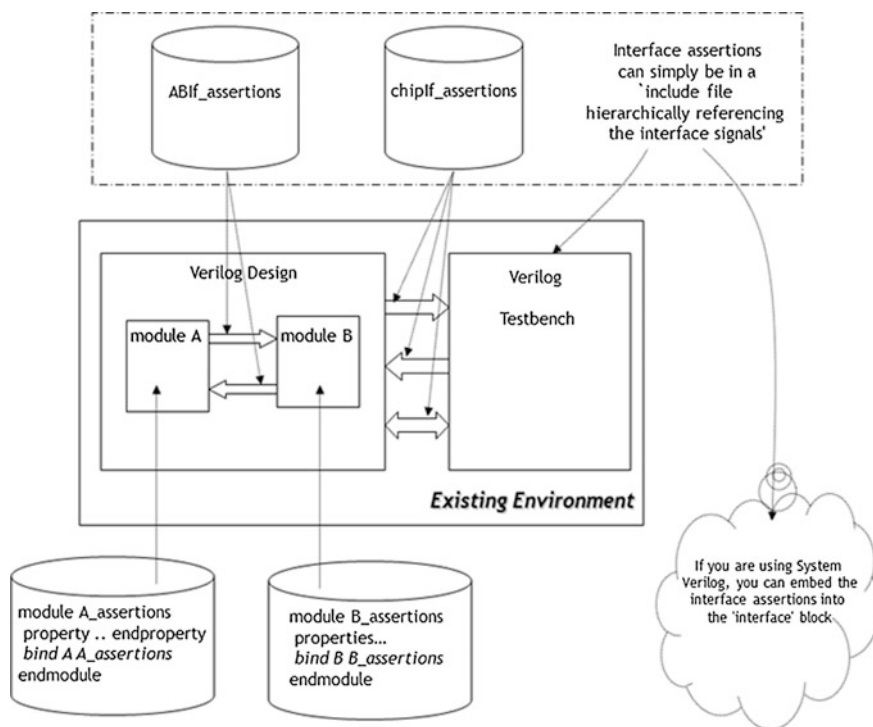 ABIf_assertions
chipIf_assertions
Interface assertions
can simply be in a
`include file
hierarchically referencing
the interface signals'
Verilog Design
module A
module B
Verilog
Testbench
Existing Environment
module A_assertions
property .. endproperty
bind A A_assertions
endmodule
module B_assertions
properties...
bind B B_assertions
endmodule
If you are using System
Verilog, you can embed the
interface assertions into
the 'interface' block